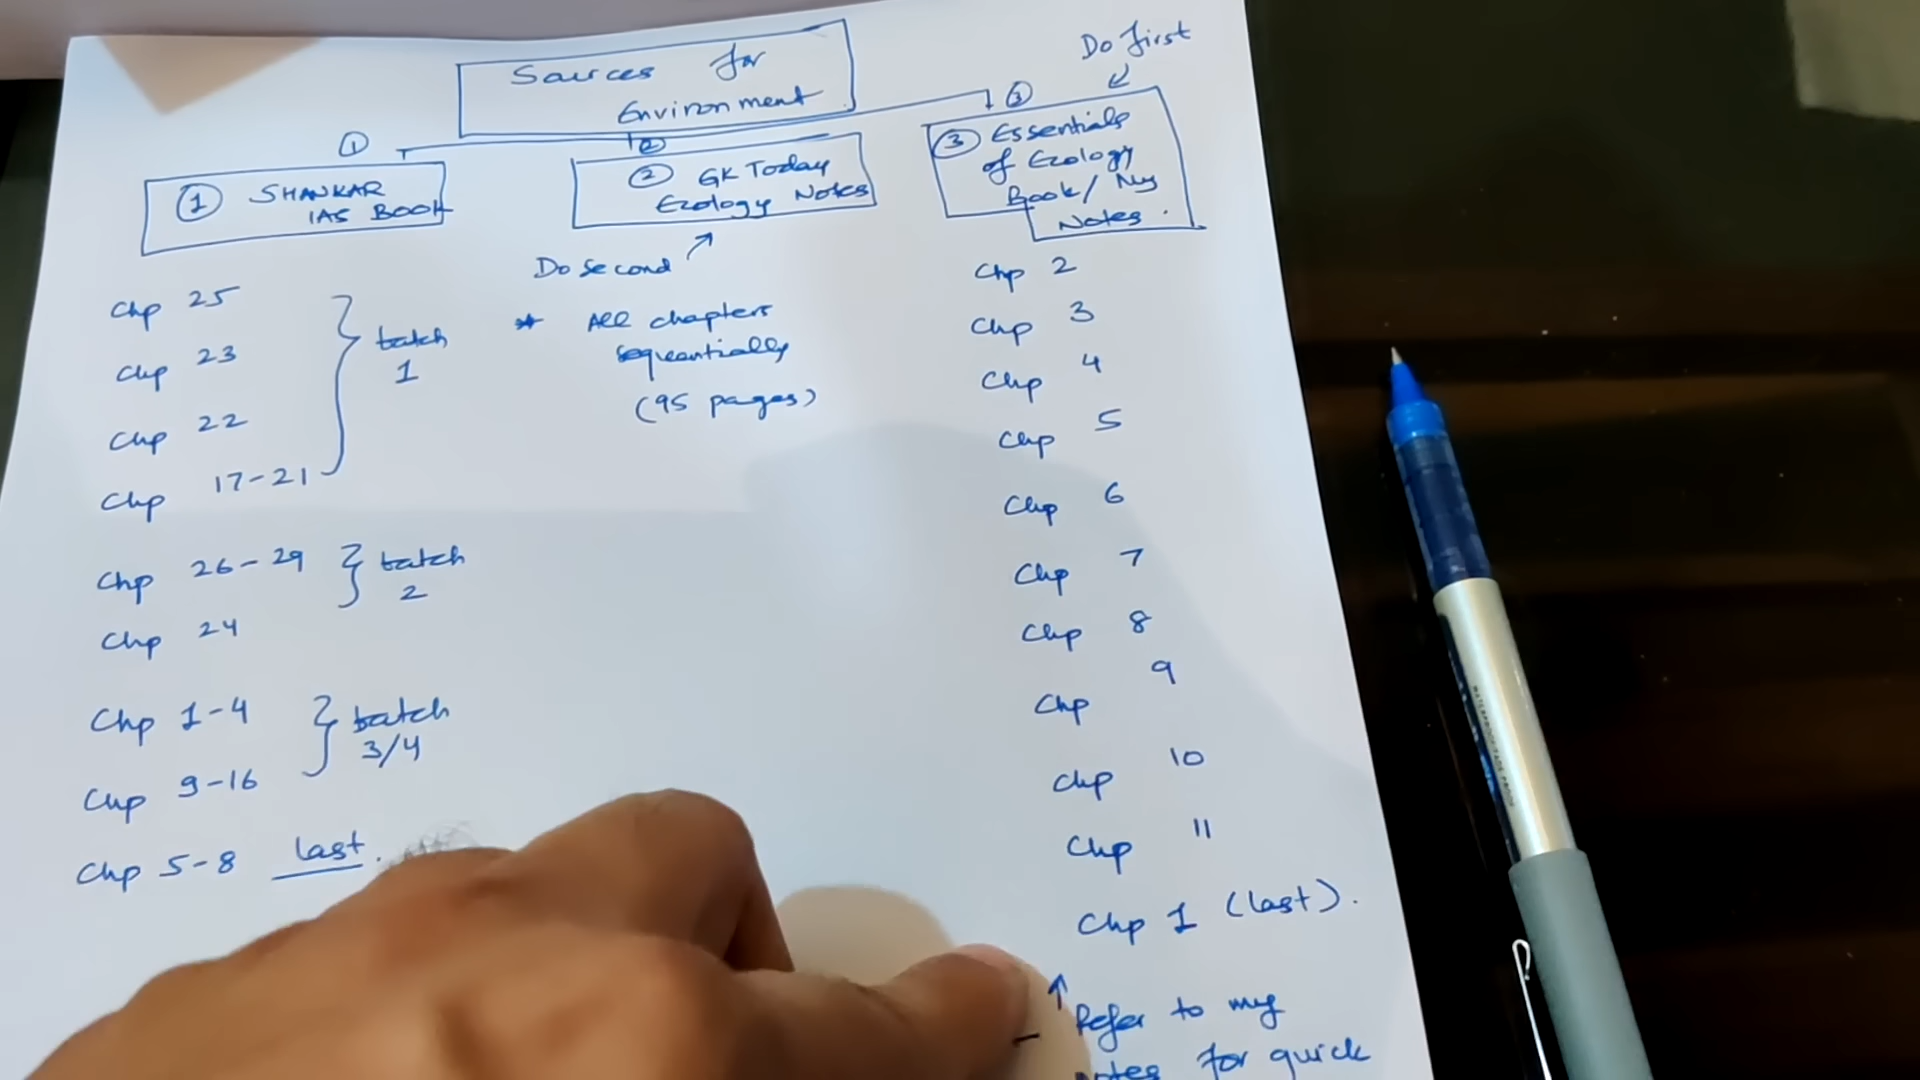 Sources for
Environment
Do first
①
① SHANKAR
IAS BOOK
②
② GK Today
Ecology Notes
③
③ Essentials
of Ecology
Book/ My
Notes.
Chp 25
Chp 23
Chp 22
Chp 17-21
batch
1
Chp 26-29
Chp 24
batch
2
Chp 1-4
Chp 9-16
batch
3/4
Chp 5-8 last.
Do second
* All chapters
sequentially
(95 pages)
Chp 2
Chp 3
Chp 4
Chp 5
Chp 6
Chp 7
Chp 8
Chp 9
Chp 10
Chp 11
Chp 1 (last).
Refer to my
notes for quick